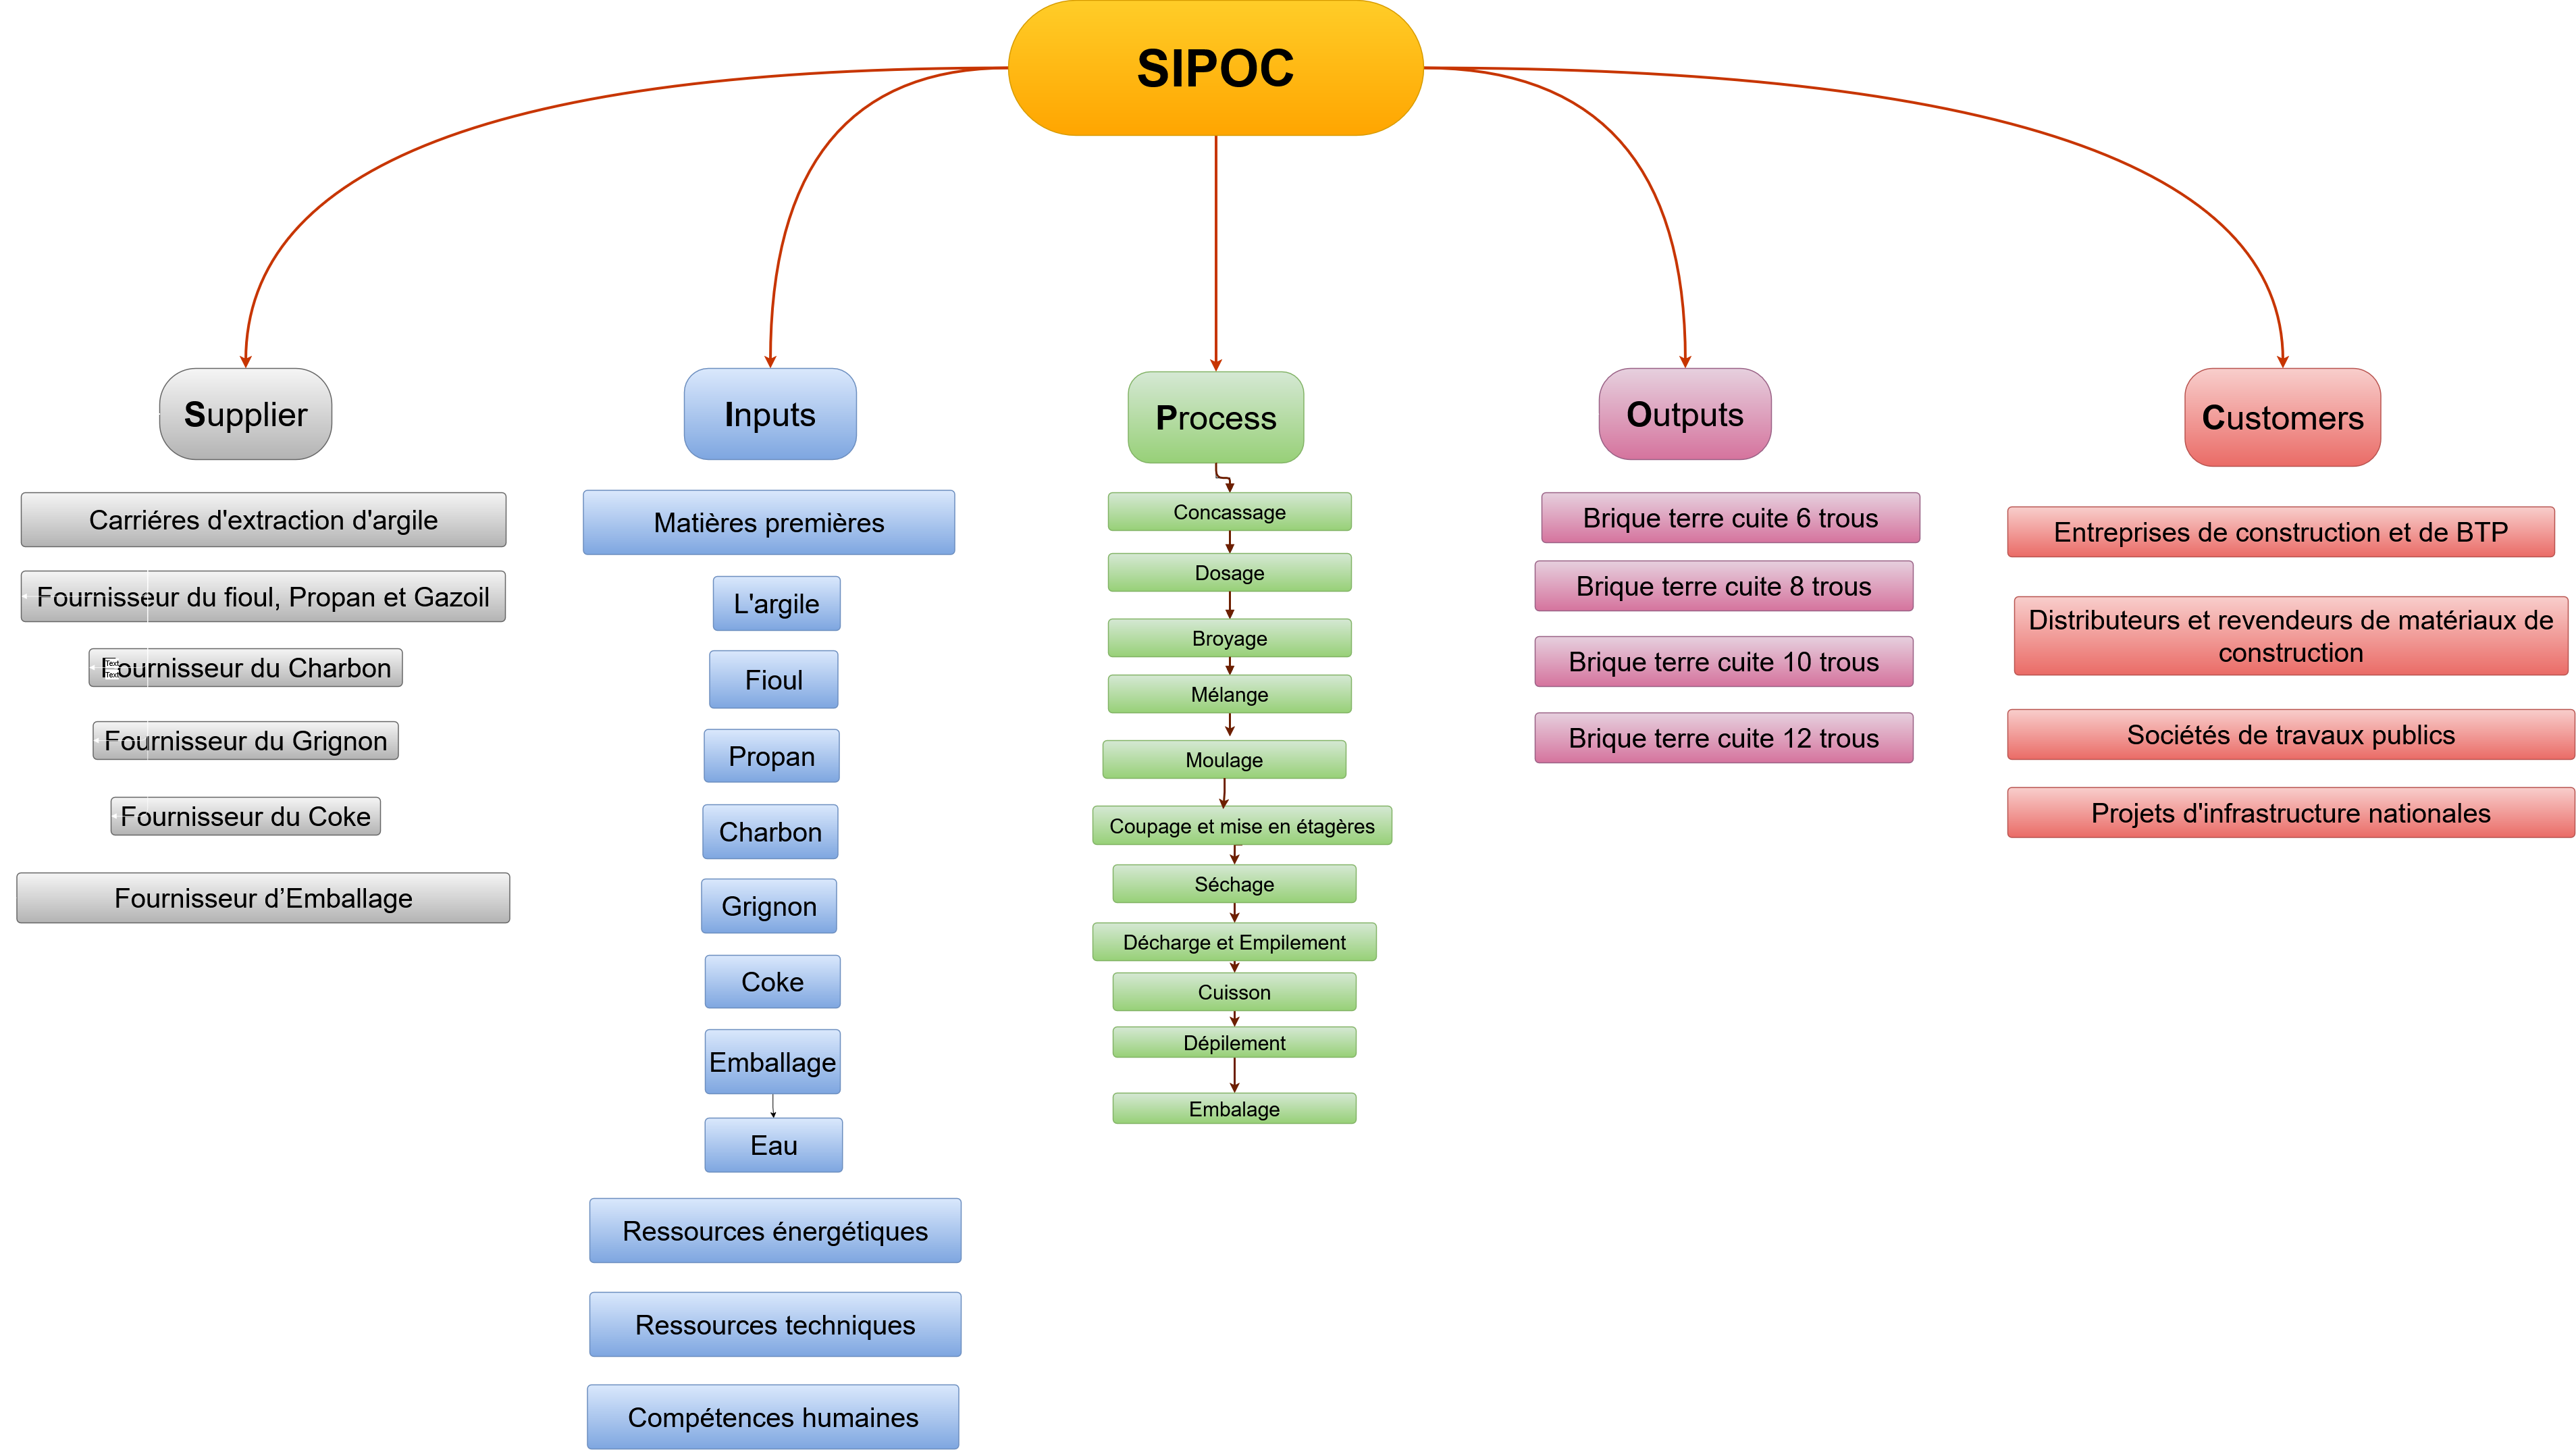 SIPOC
Supplier
Carriéres d'extraction d'argile
Fournisseur du fioul, Propan et Gazoil
Fournisseur du Charbon
Text
Text
Fournisseur du Grignon
Fournisseur du Coke
Fournisseur d’Emballage
Inputs
Matières premières
L'argile
Fioul
Propan
Charbon
Grignon
Coke
Emballage
Eau
Ressources énergétiques
Ressources techniques
Compétences humaines
Process
Concassage
Dosage
Broyage
Mélange
Moulage
Coupage et mise en étagères
Séchage
Décharge et Empilement
Cuisson
Dépilement
Embalage
Outputs
Brique terre cuite 6 trous
Brique terre cuite 8 trous
Brique terre cuite 10 trous
Brique terre cuite 12 trous
Customers
Entreprises de construction et de BTP
Distributeurs et revendeurs de matériaux de
construction
Sociétés de travaux publics
Projets d'infrastructure nationales